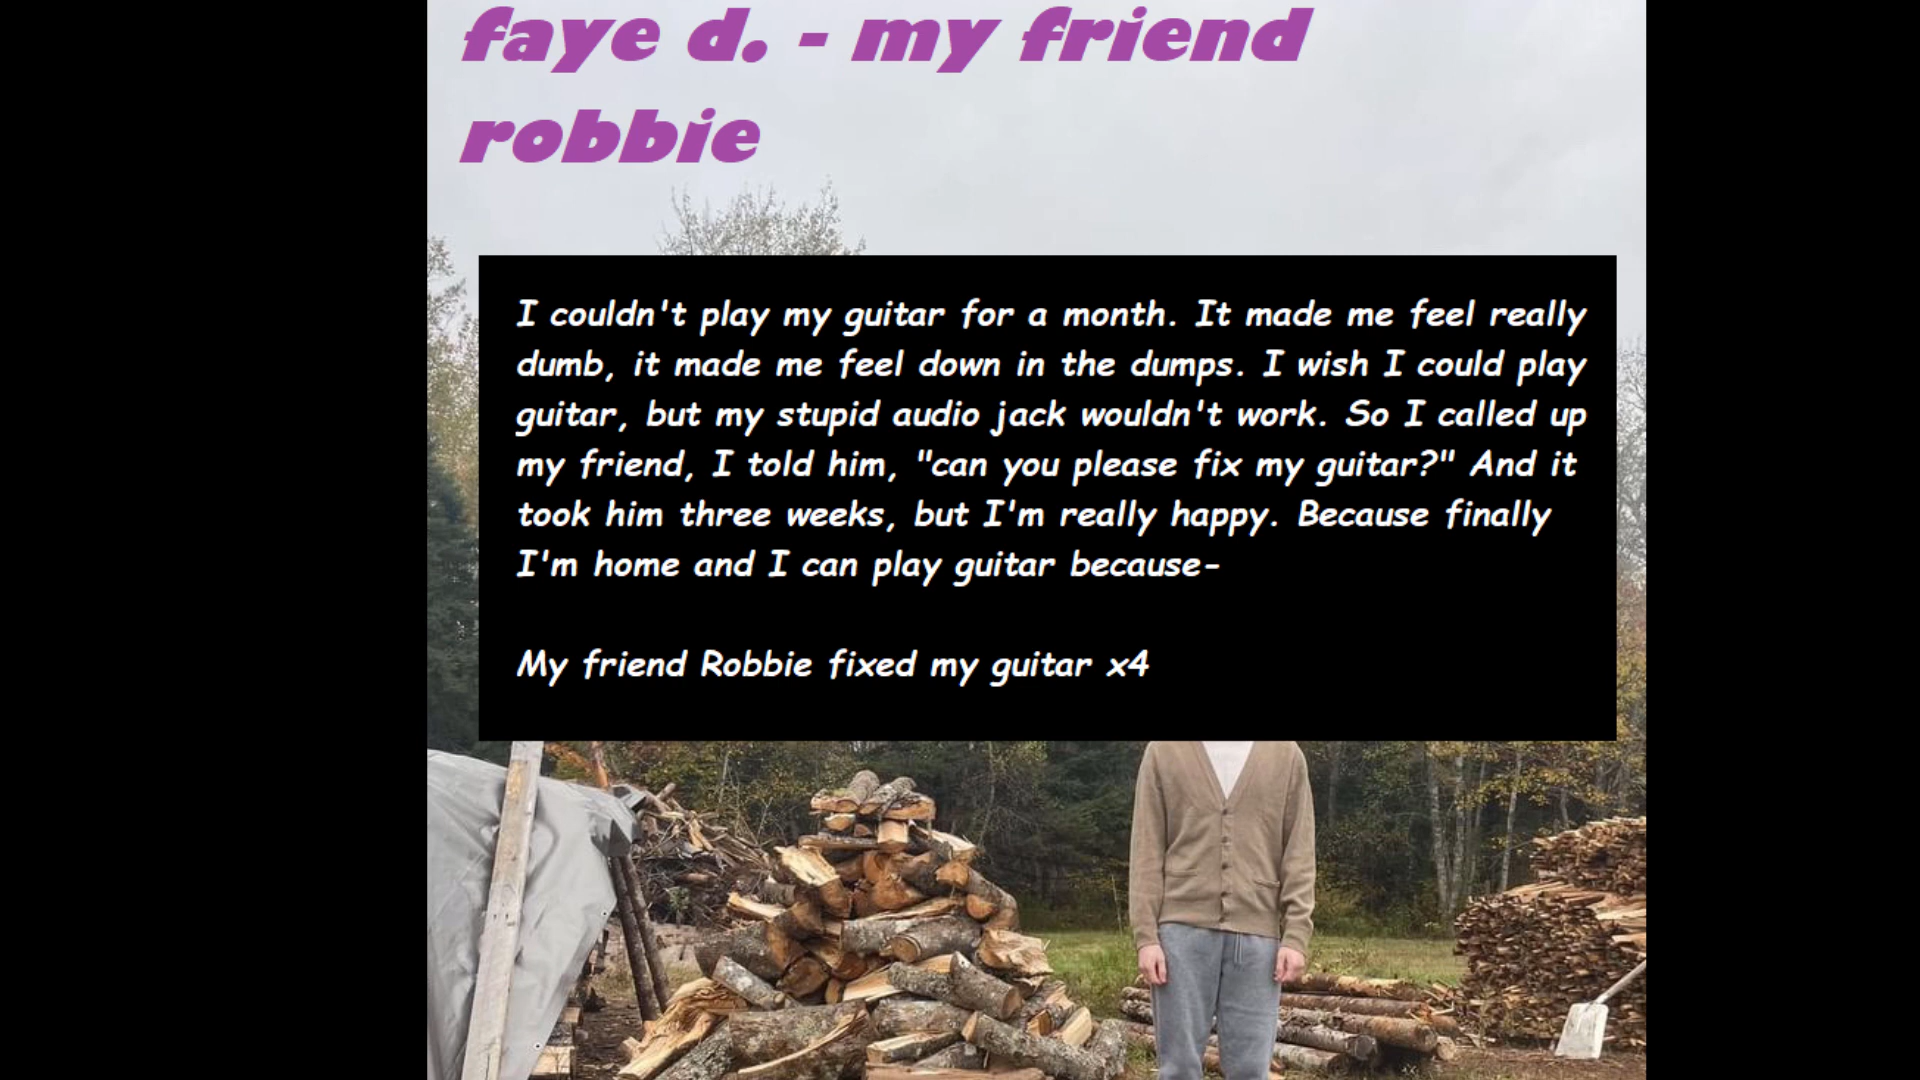 faye d. - my friend
robbie
I couldn't play my guitar for a month. It made me feel really
dumb, it made me feel down in the dumps. I wish I could play
guitar, but my stupid audio jack wouldn't work. So I called up
my friend, I told him, "can you please fix my guitar?" And it
took him three weeks, but I'm really happy. Because finally
I'm home and I can play guitar because-
My friend Robbie fixed my guitar x4